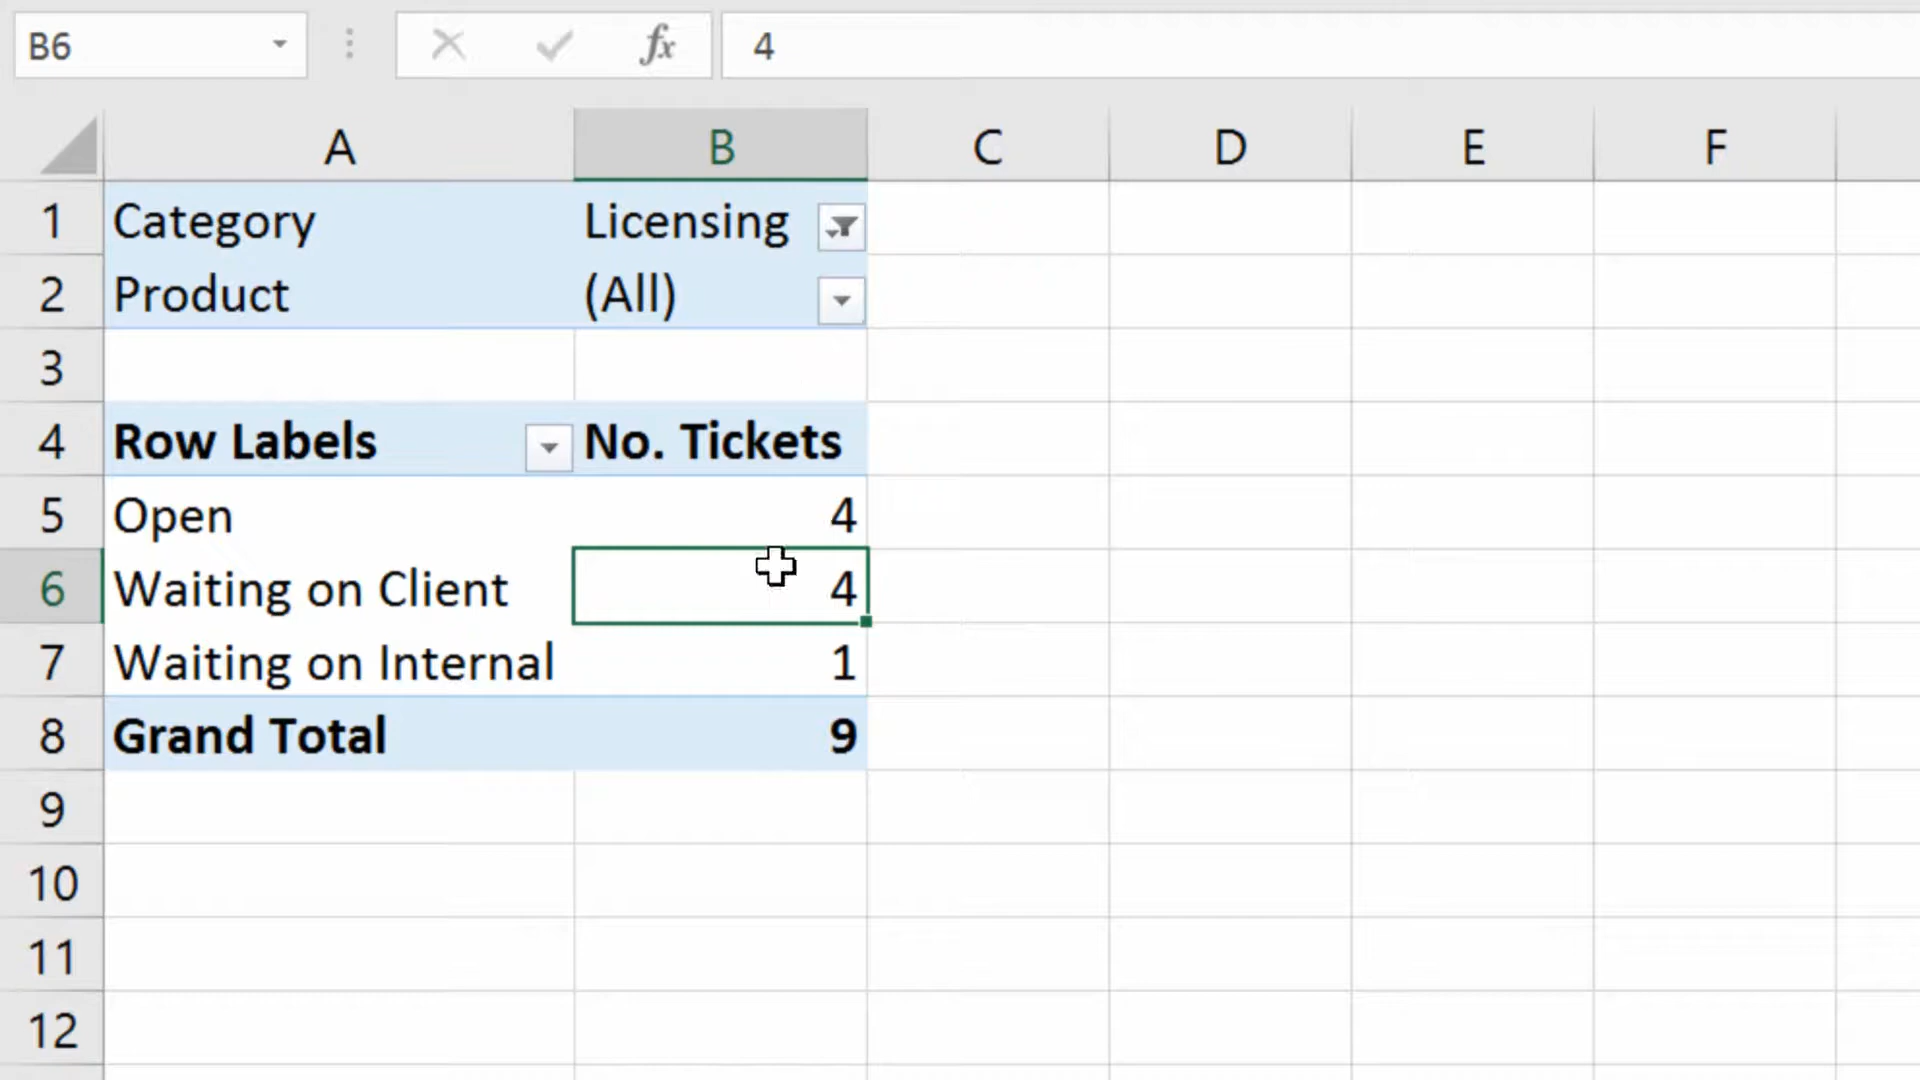 B6 fx 4
A B C D E F
1 Category Licensing
2 Product (All)
3
4 Row Labels No. Tickets
5 Open 4
6 Waiting on Client 4
7 Waiting on Internal 1
8 Grand Total 9
9
10
11
12